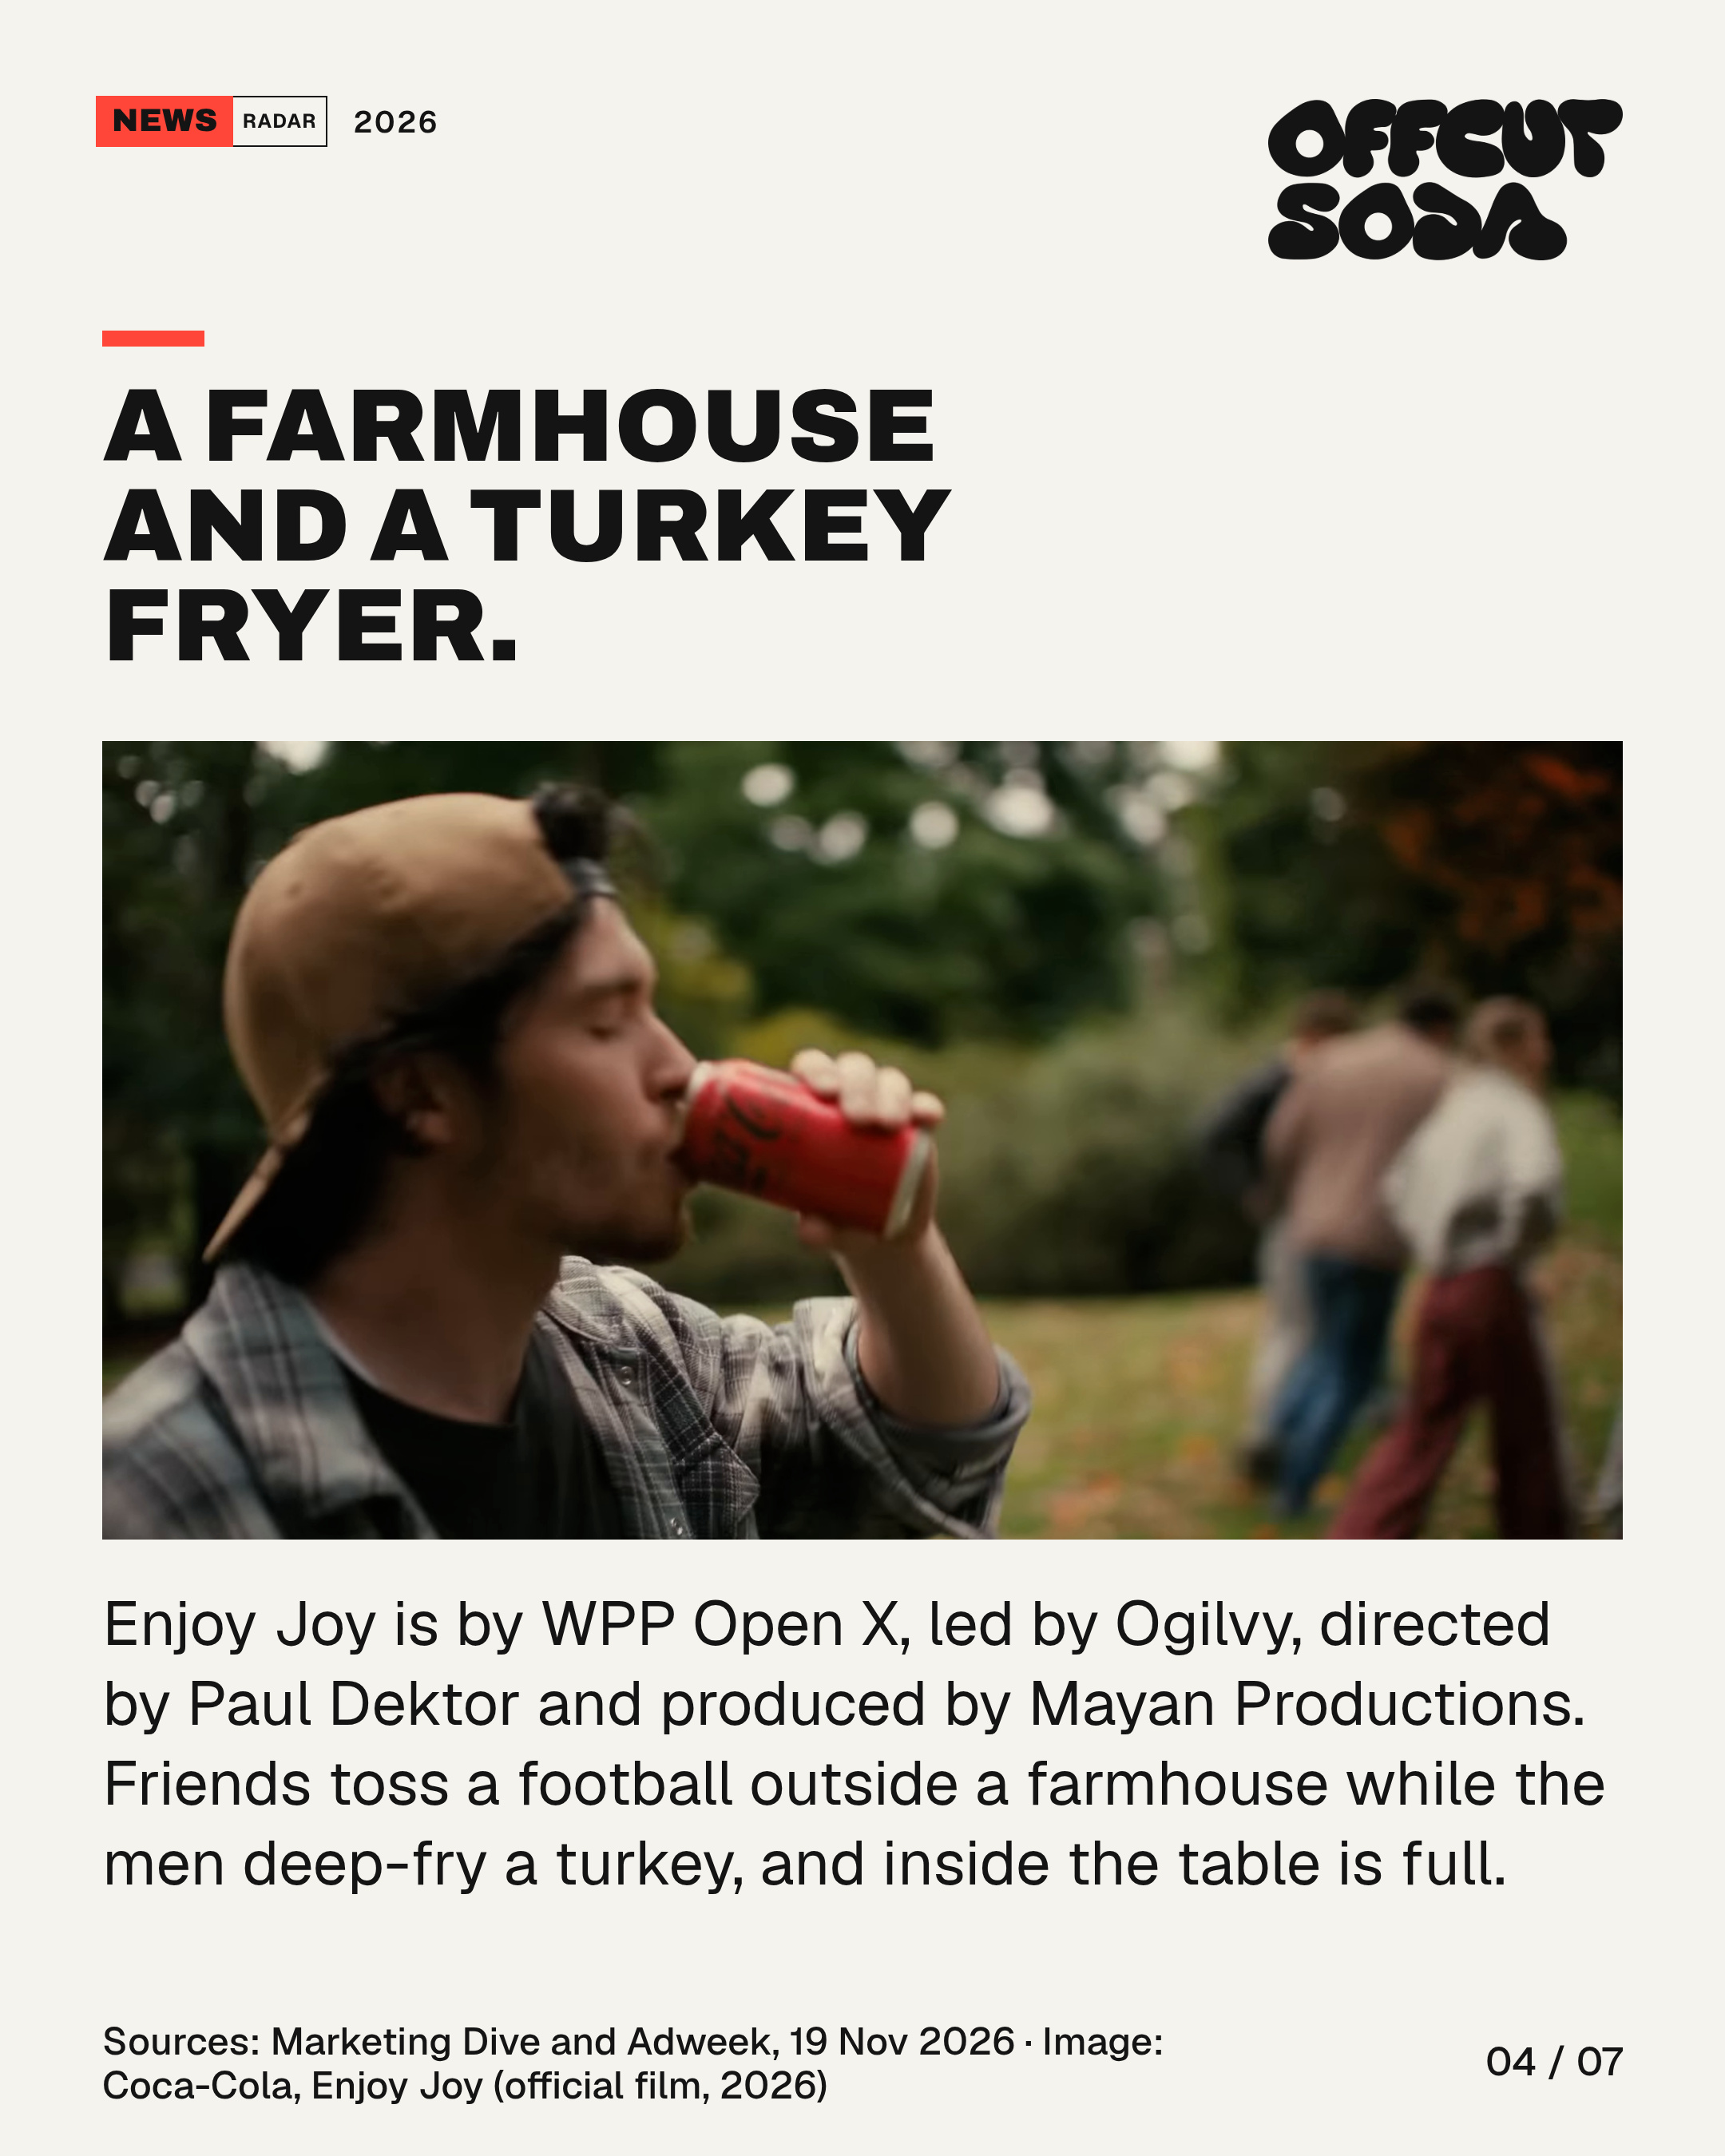 NEWS RADAR 2026
OFFCUT
SODA
A FARMHOUSE
AND A TURKEY
FRYER.
Enjoy Joy is by WPP Open X, led by Ogilvy, directed
by Paul Dektor and produced by Mayan Productions.
Friends toss a football outside a farmhouse while the
men deep-fry a turkey, and inside the table is full.
Sources: Marketing Dive and Adweek, 19 Nov 2026 · Image:
Coca-Cola, Enjoy Joy (official film, 2026)
04 / 07